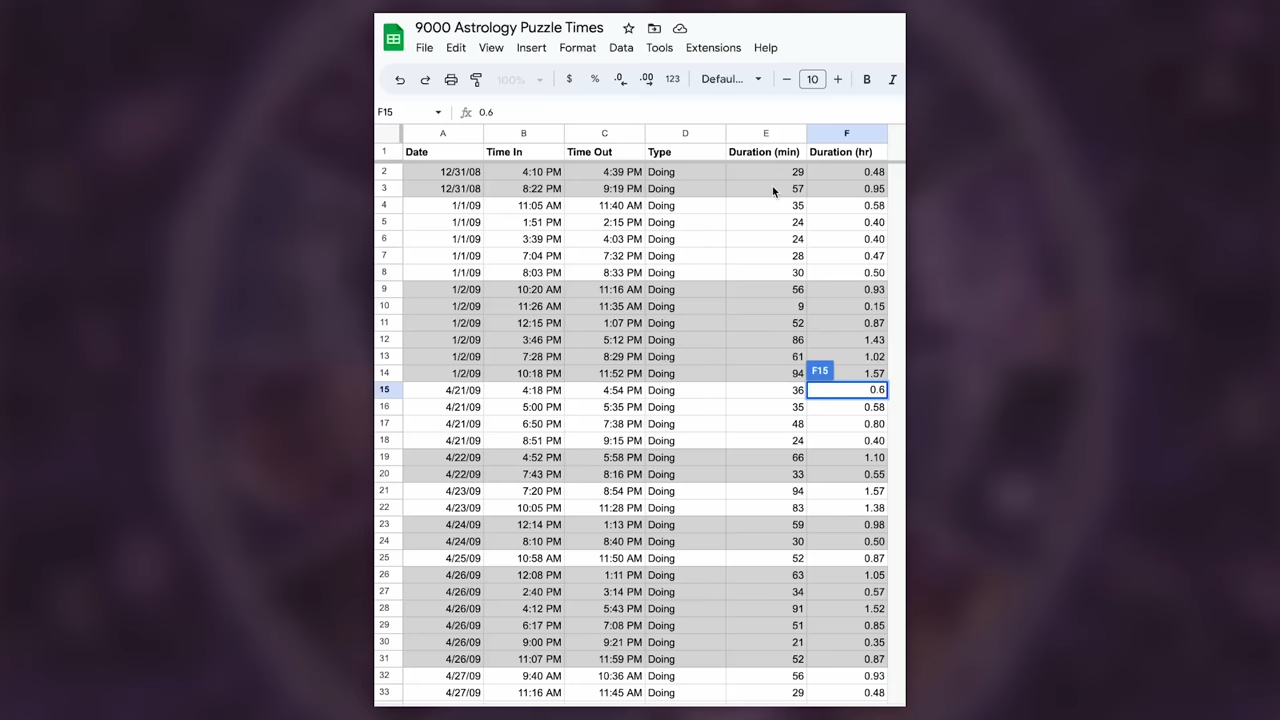 9000 Astrology Puzzle Times
File Edit View Insert Format Data Tools Extensions Help
100% $ % .0 .00 123 Defaul... − 10 + B I
F15 fx 0.6
A B C D E F
1 Date Time In Time Out Type Duration (min) Duration (hr)
2 12/31/08 4:10 PM 4:39 PM Doing 29 0.48
3 12/31/08 8:22 PM 9:19 PM Doing 57 0.95
4 1/1/09 11:05 AM 11:40 AM Doing 35 0.58
5 1/1/09 1:51 PM 2:15 PM Doing 24 0.40
6 1/1/09 3:39 PM 4:03 PM Doing 24 0.40
7 1/1/09 7:04 PM 7:32 PM Doing 28 0.47
8 1/1/09 8:03 PM 8:33 PM Doing 30 0.50
9 1/2/09 10:20 AM 11:16 AM Doing 56 0.93
10 1/2/09 11:26 AM 11:35 AM Doing 9 0.15
11 1/2/09 12:15 PM 1:07 PM Doing 52 0.87
12 1/2/09 3:46 PM 5:12 PM Doing 86 1.43
13 1/2/09 7:28 PM 8:29 PM Doing 61 1.02
14 1/2/09 10:18 PM 11:52 PM Doing 94 F15 1.57
15 4/21/09 4:18 PM 4:54 PM Doing 36 0.6
16 4/21/09 5:00 PM 5:35 PM Doing 35 0.58
17 4/21/09 6:50 PM 7:38 PM Doing 48 0.80
18 4/21/09 8:51 PM 9:15 PM Doing 24 0.40
19 4/22/09 4:52 PM 5:58 PM Doing 66 1.10
20 4/22/09 7:43 PM 8:16 PM Doing 33 0.55
21 4/23/09 7:20 PM 8:54 PM Doing 94 1.57
22 4/23/09 10:05 PM 11:28 PM Doing 83 1.38
23 4/24/09 12:14 PM 1:13 PM Doing 59 0.98
24 4/24/09 8:10 PM 8:40 PM Doing 30 0.50
25 4/25/09 10:58 AM 11:50 AM Doing 52 0.87
26 4/26/09 12:08 PM 1:11 PM Doing 63 1.05
27 4/26/09 2:40 PM 3:14 PM Doing 34 0.57
28 4/26/09 4:12 PM 5:43 PM Doing 91 1.52
29 4/26/09 6:17 PM 7:08 PM Doing 51 0.85
30 4/26/09 9:00 PM 9:21 PM Doing 21 0.35
31 4/26/09 11:07 PM 11:59 PM Doing 52 0.87
32 4/27/09 9:40 AM 10:36 AM Doing 56 0.93
33 4/27/09 11:16 AM 11:45 AM Doing 29 0.48